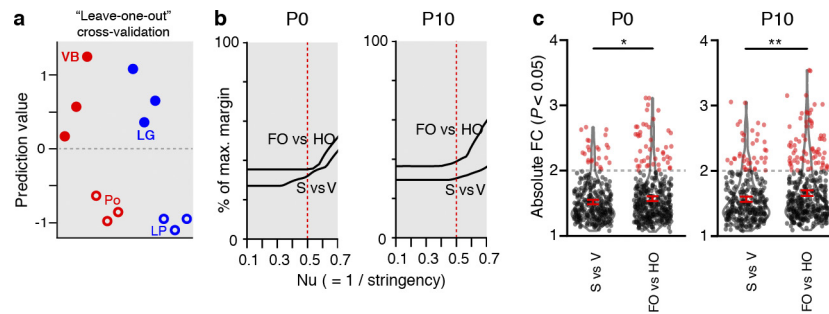 a
"Leave-one-out"
cross-validation
Prediction value
1
0
-1
VB
LG
Po
LP
b
P0
P10
% of max. margin
100
0
FO vs HO
S vs V
0.1 0.3 0.5 0.7
100
0
FO vs HO
S vs V
0.1 0.3 0.5 0.7
Nu ( = 1 / stringency)
c
P0
P10
Absolute FC (P < 0.05)
4
3
2
1
*
S vs V
FO vs HO
4
3
2
1
**
S vs V
FO vs HO